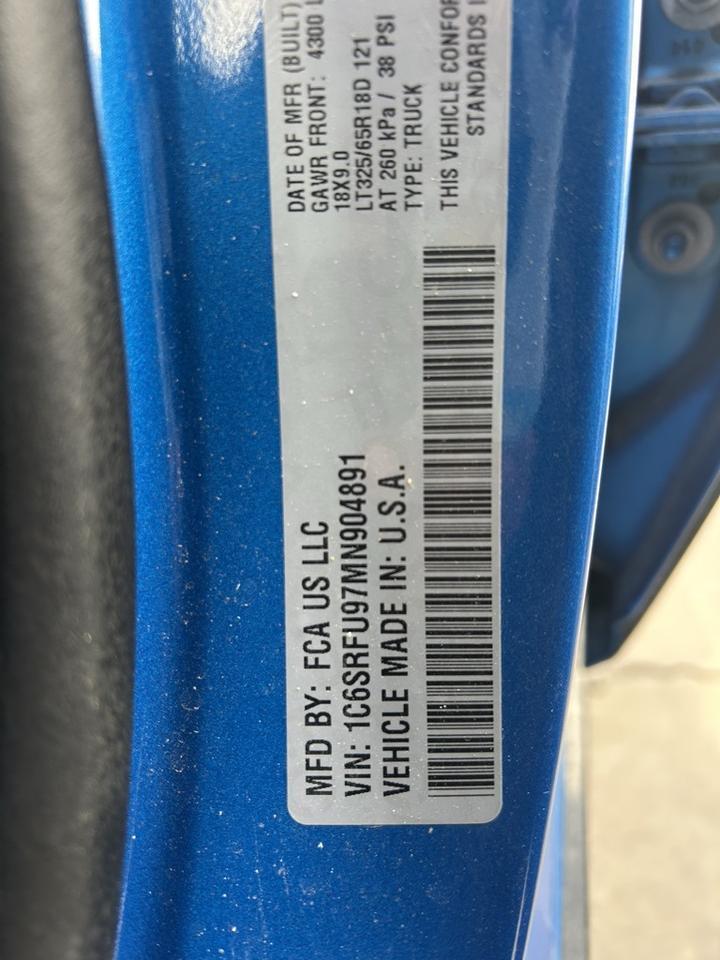 DATE OF MFR (BUILT)
GAWR FRONT: 4300 L
18X9.0
LT325/65R18D 121
AT 260 kPa / 38 PSI
TYPE: TRUCK
THIS VEHICLE CONFOR
STANDARDS I
MFD BY: FCA US LLC
VIN: 1C6SRFU97MN904891
VEHICLE MADE IN: U.S.A.